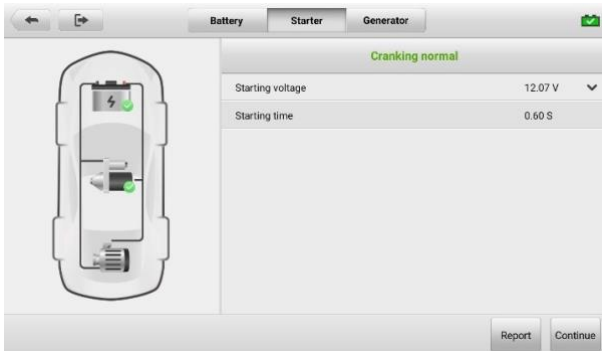 Battery Starter Generator
Cranking normal
Starting voltage 12.07 V
Starting time 0.60 S
Report Continue